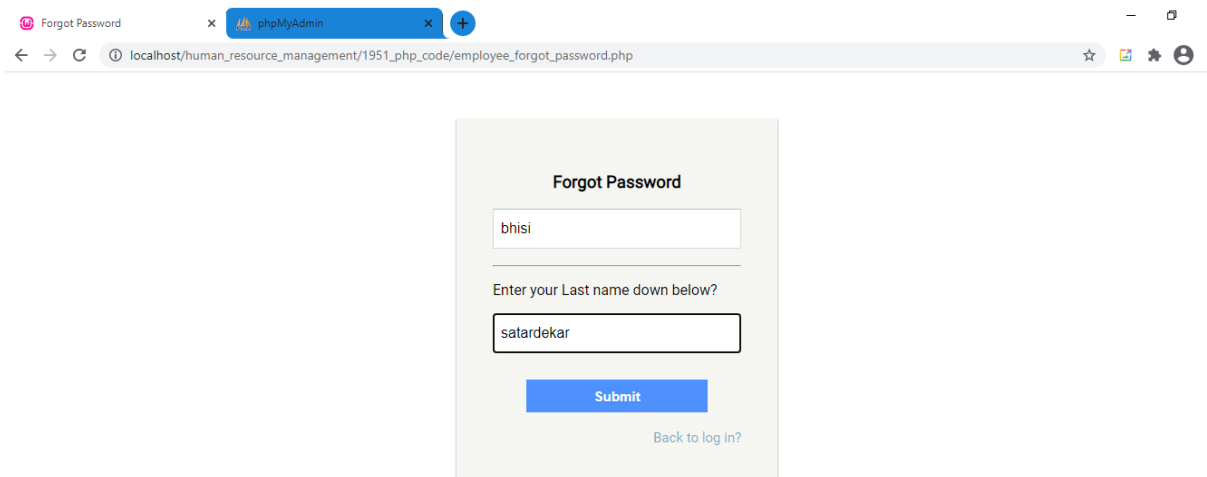 Forgot Password
phpMyAdmin
localhost/human_resource_management/1951_php_code/employee_forgot_password.php
Forgot Password
bhisi
Enter your Last name down below?
satardekar
Submit
Back to log in?